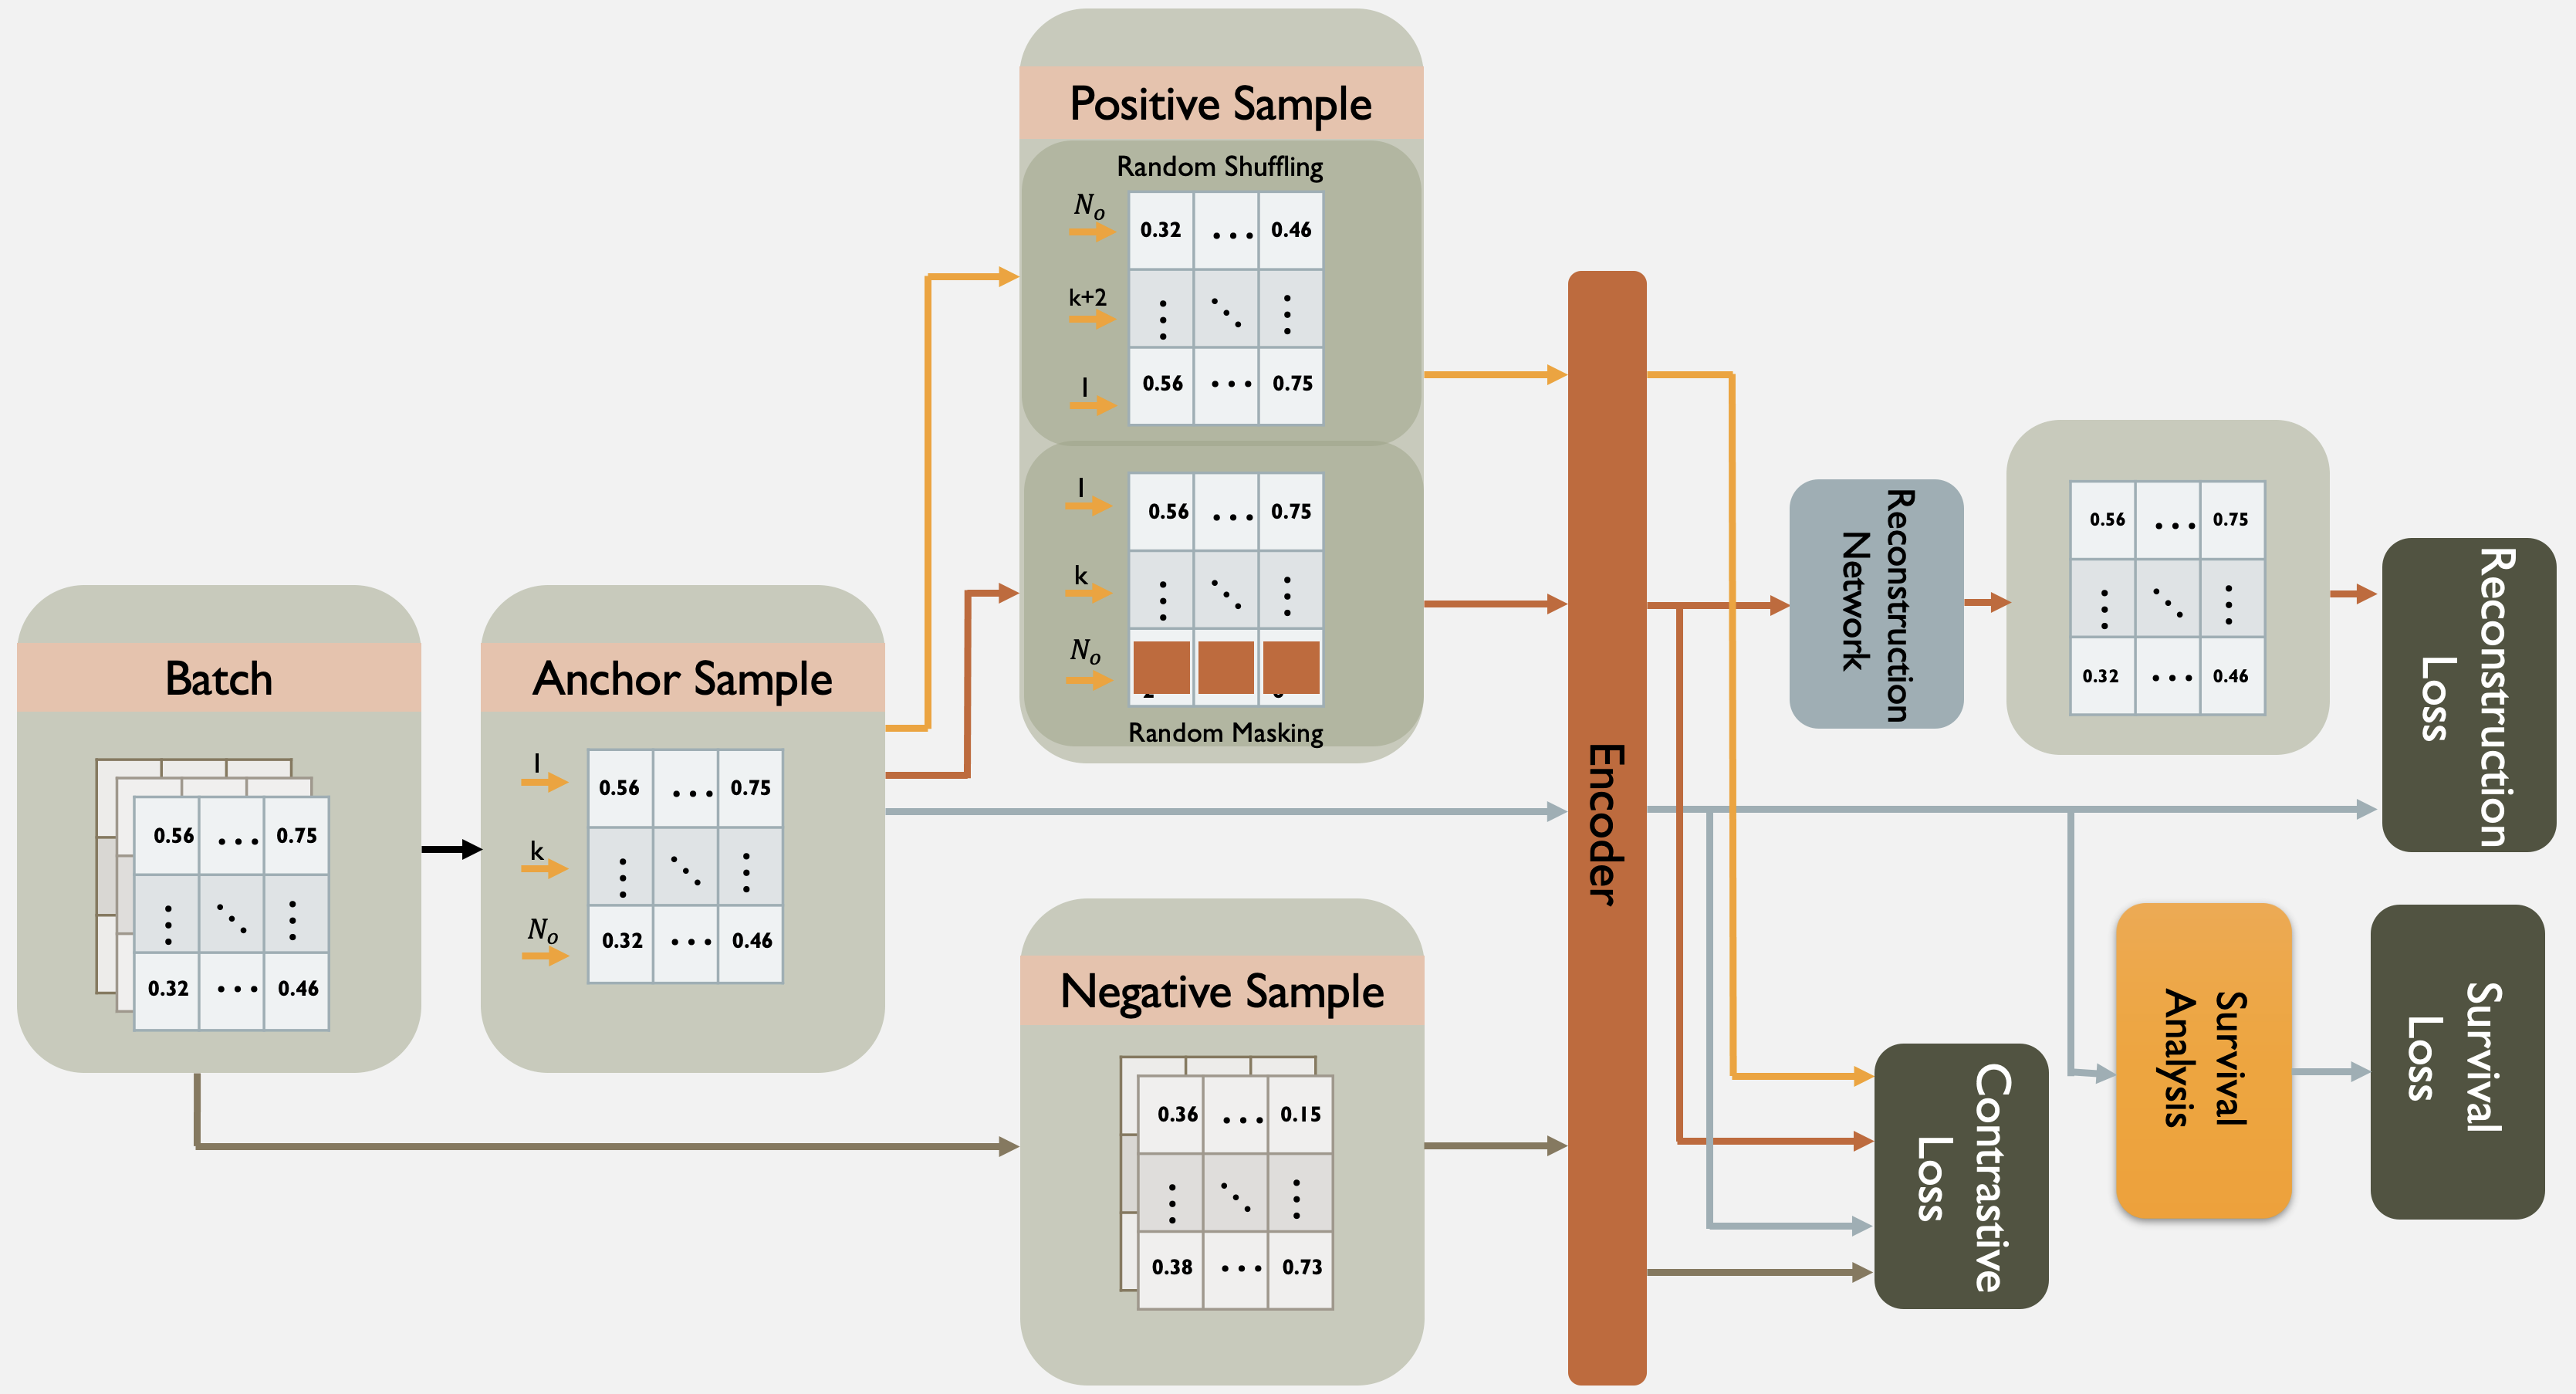 Batch
0.56 ... 0.75
0.32 ... 0.46
Anchor Sample
1
0.56 ... 0.75
k
N_o
0.32 ... 0.46
Positive Sample
Random Shuffling
N_o
0.32 ... 0.46
k+2
1
0.56 ... 0.75
1
0.56 ... 0.75
k
N_o
Random Masking
Negative Sample
0.36 ... 0.15
0.38 ... 0.73
Encoder
Reconstruction
Network
0.56 ... 0.75
0.32 ... 0.46
Reconstruction
Loss
Contrastive
Loss
Survival
Analysis
Survival
Loss